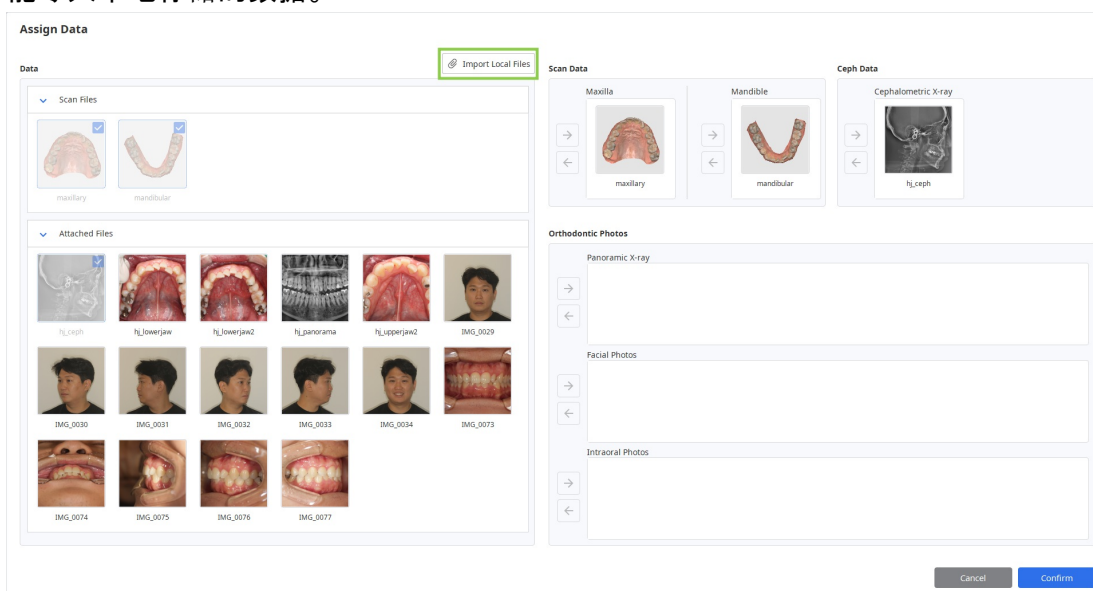 Assign Data
Data
Import Local Files
Scan Files
maxillary
mandibular
Attached Files
hj_ceph
hj_lowerjaw
hj_lowerjaw2
hj_panorama
hj_upperjaw2
IMG_0029
IMG_0030
IMG_0031
IMG_0032
IMG_0033
IMG_0034
IMG_0073
IMG_0074
IMG_0075
IMG_0076
IMG_0077
Scan Data
Maxilla
maxillary
Mandible
mandibular
Ceph Data
Cephalometric X-ray
hj_ceph
Orthodontic Photos
Panoramic X-ray
Facial Photos
Intraoral Photos
Cancel
Confirm